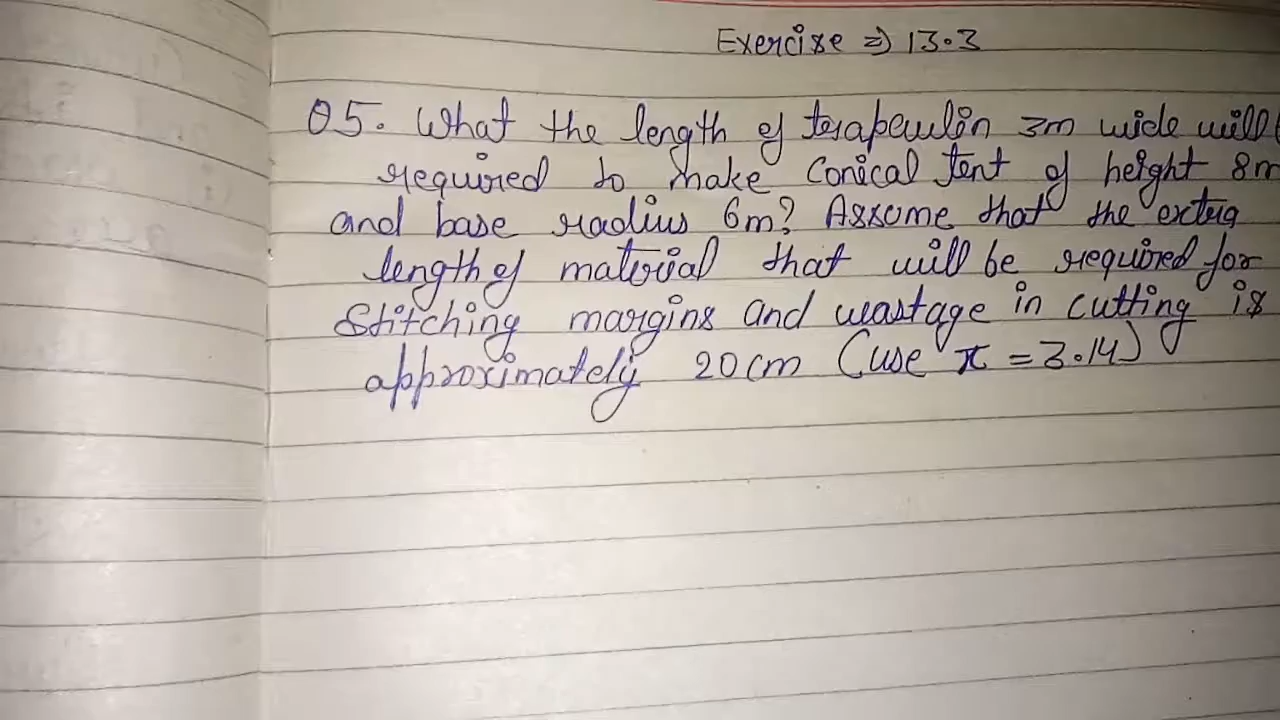 Exercise => 13.3
Q5. What the length of terapaulin 3m wide will
required to make Conical tent of height 8m
and base radius 6m? Assume that the extra
length of material that will be required for
Stitching margins and wastage in cutting is
approximately 20cm (use π = 3.14)